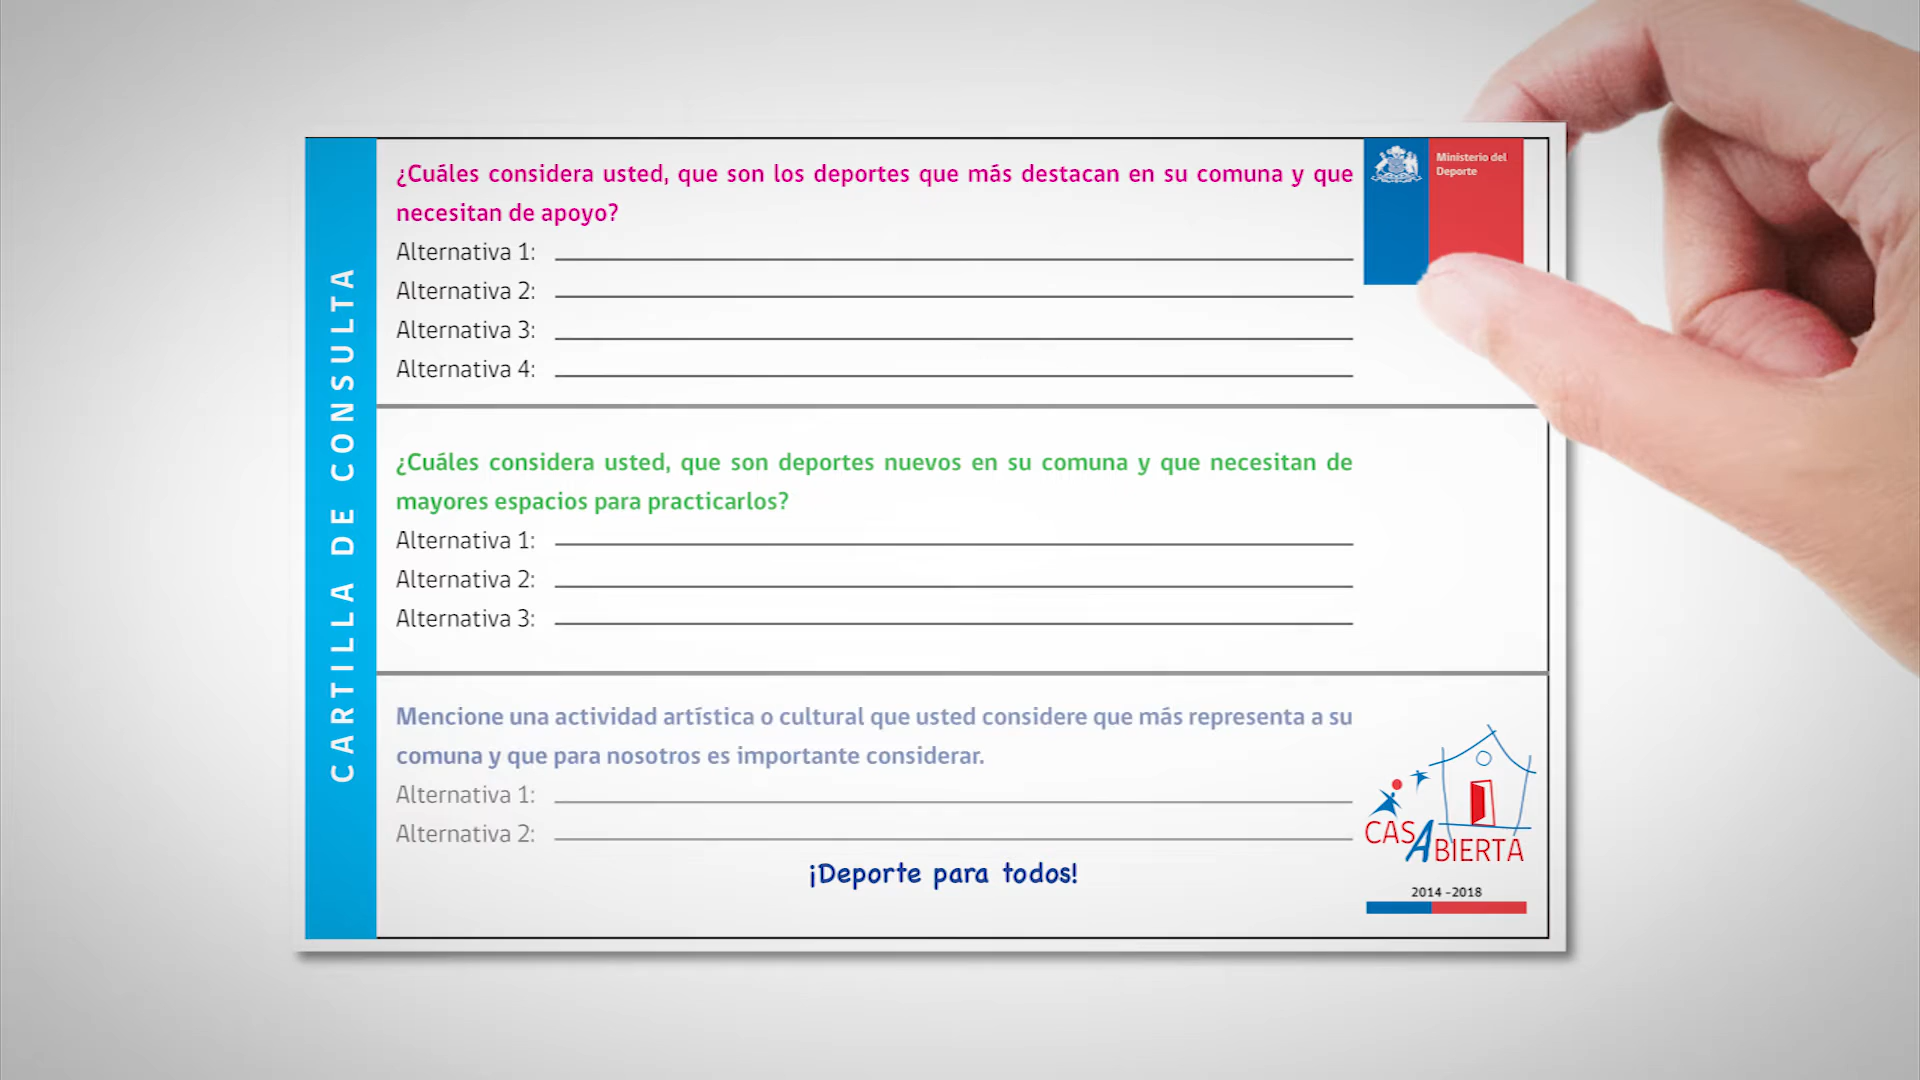 CARTILLA DE CONSULTA
¿Cuáles considera usted, que son los deportes que más destacan en su comuna y que
necesitan de apoyo?
Alternativa 1:
Alternativa 2:
Alternativa 3:
Alternativa 4:
Ministerio del
Deporte
¿Cuáles considera usted, que son deportes nuevos en su comuna y que necesitan de
mayores espacios para practicarlos?
Alternativa 1:
Alternativa 2:
Alternativa 3:
Mencione una actividad artística o cultural que usted considere que más representa a su
comuna y que para nosotros es importante considerar.
Alternativa 1:
Alternativa 2:
¡Deporte para todos!
CASABIERTA
2014 -2018